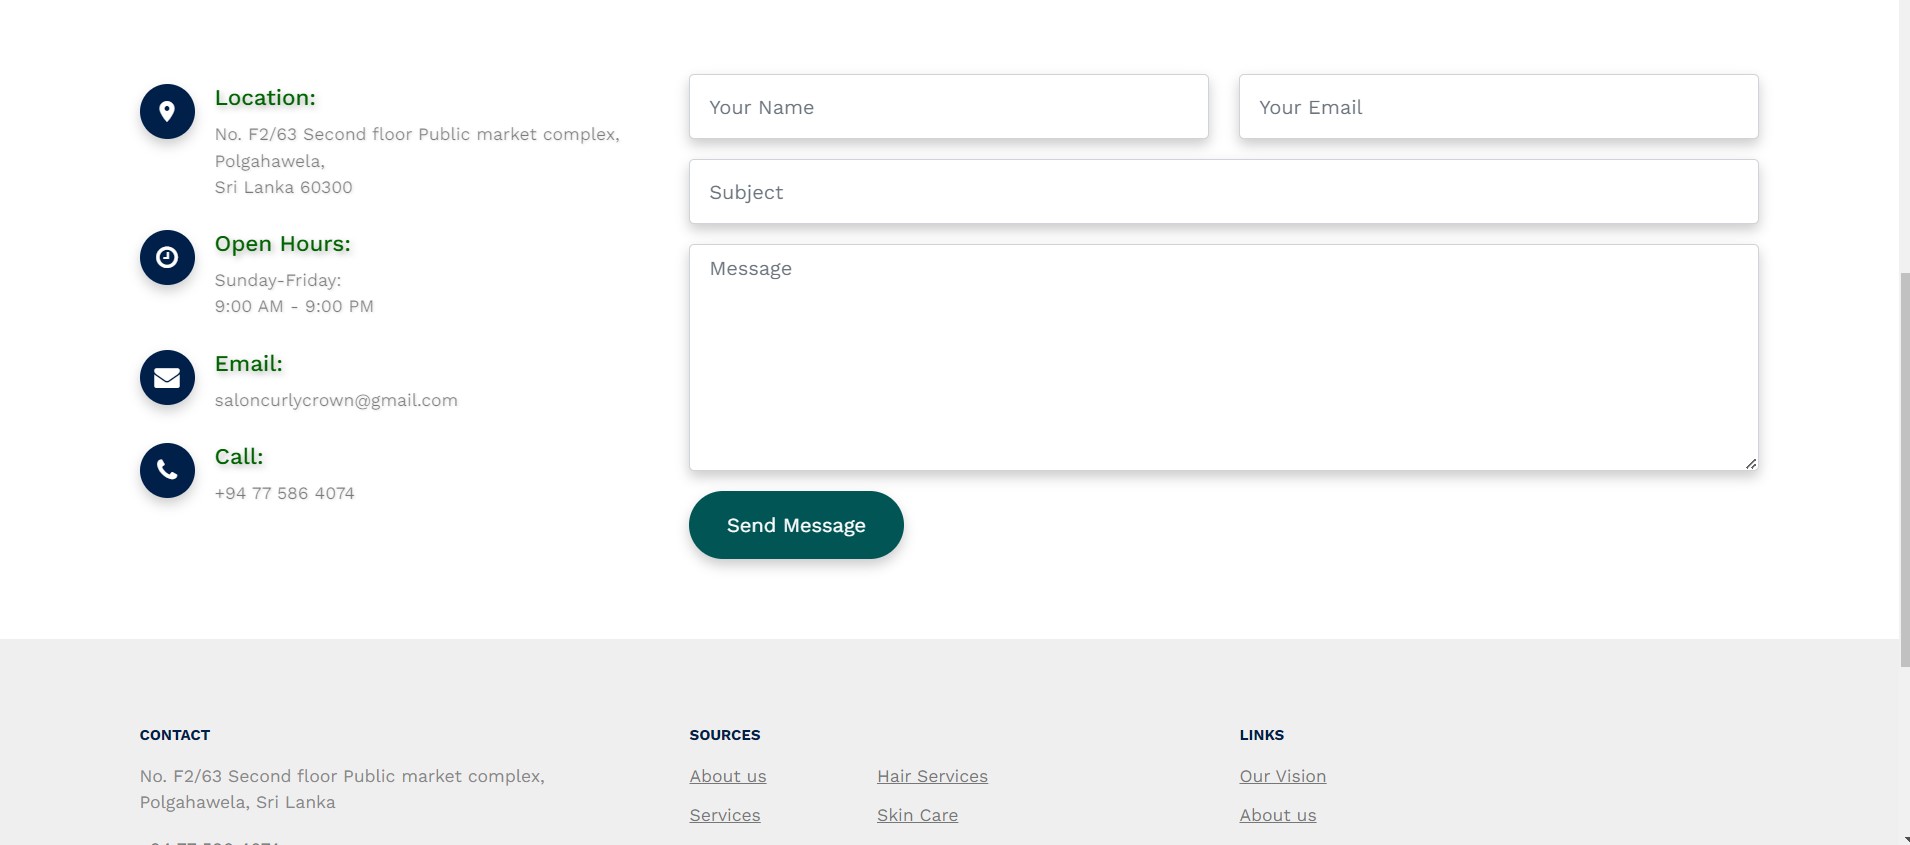 Location:
No. F2/63 Second floor Public market complex,
Polgahawela,
Sri Lanka 60300
Open Hours:
Sunday-Friday:
9:00 AM - 9:00 PM
Email:
saloncurlycrown@gmail.com
Call:
+94 77 586 4074
Your Name
Your Email
Subject
Message
Send Message
CONTACT
No. F2/63 Second floor Public market complex,
Polgahawela, Sri Lanka
SOURCES
About us
Services
Hair Services
Skin Care
LINKS
Our Vision
About us